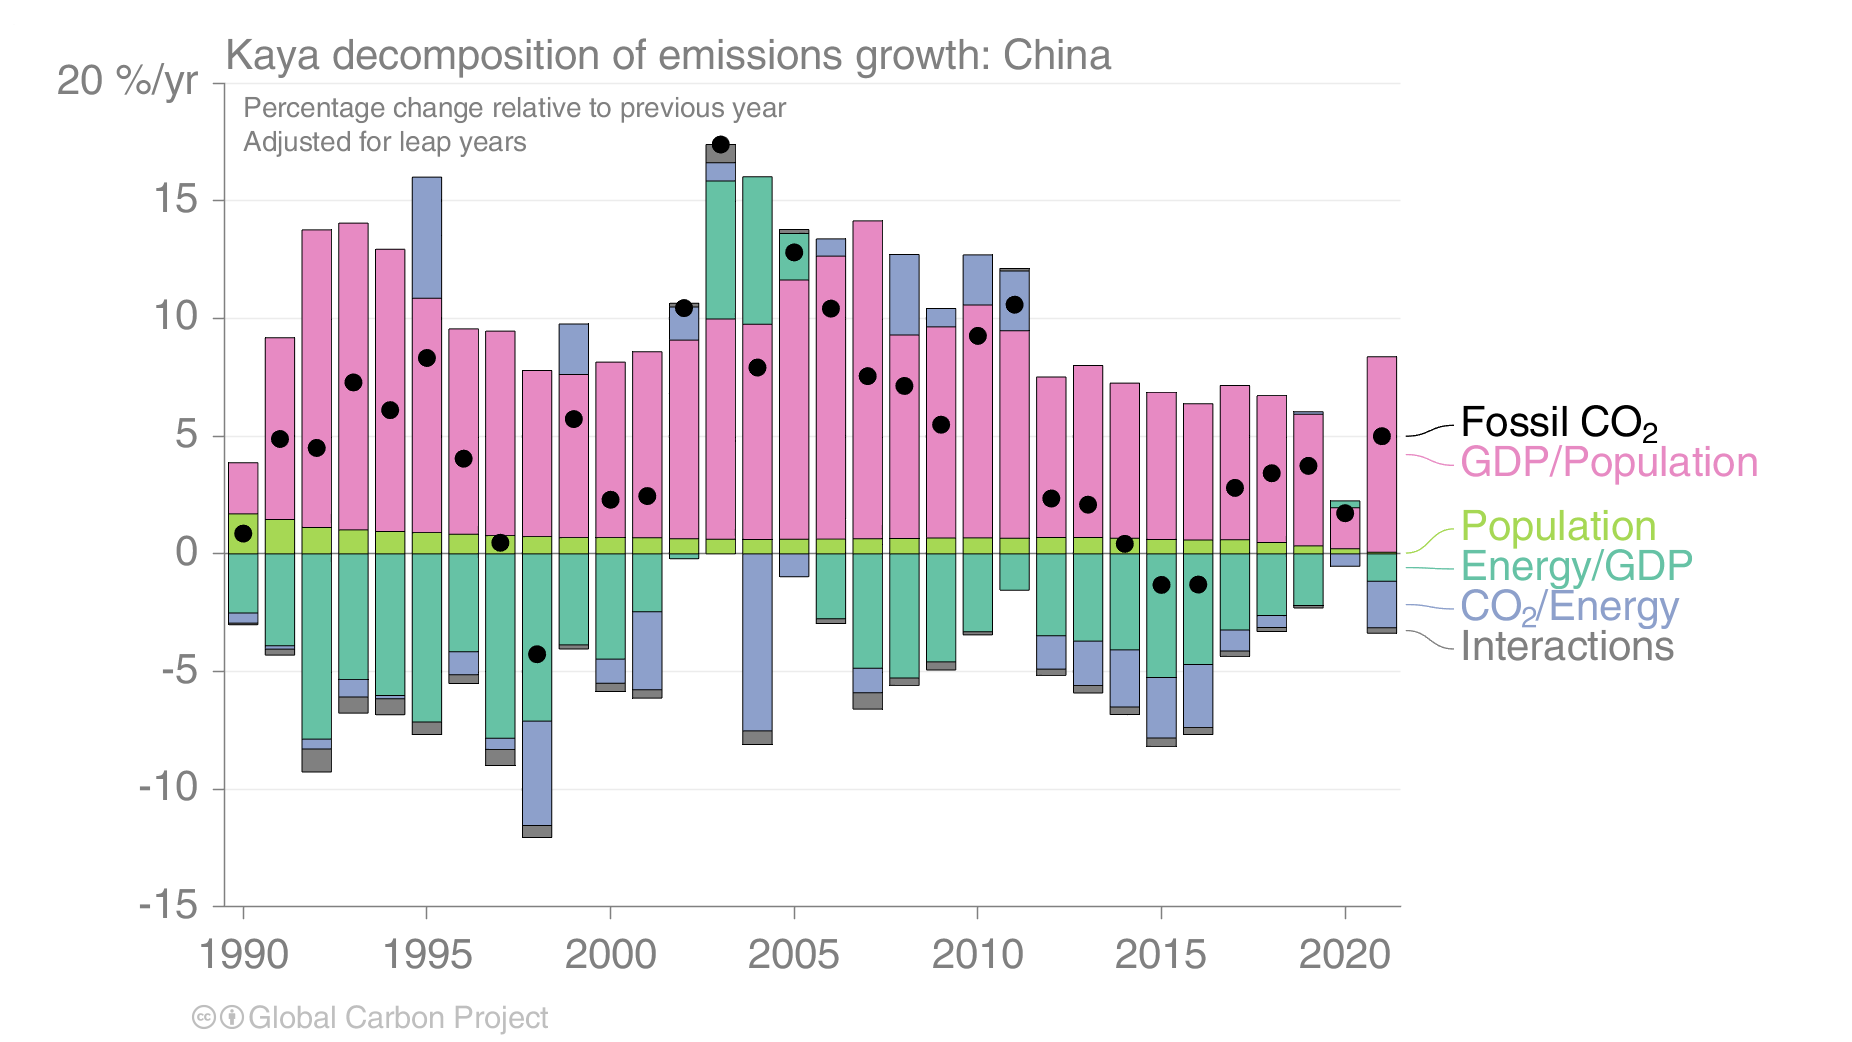 Kaya decomposition of emissions growth: China
20 %/yr
Percentage change relative to previous year
Adjusted for leap years
15
10
5
0
-5
-10
-15
Fossil CO₂
GDP/Population
Population
Energy/GDP
CO₂/Energy
Interactions
1990 1995 2000 2005 2010 2015 2020
cc Global Carbon Project